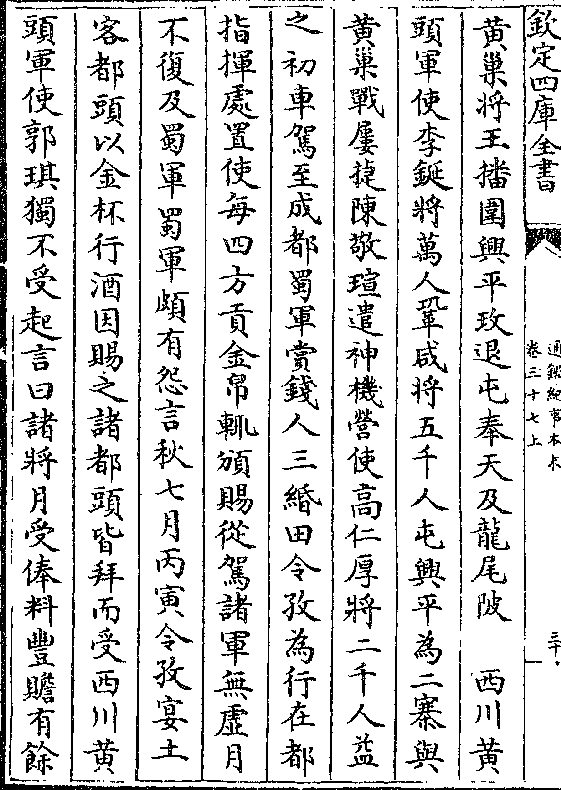 欽定四庫全書
通鑑紀事本末
卷三十七上
三十
黄巢將王播圍興平玫退屯奉天及龍尾陂　西川黄
頭軍使李鋋將萬人鞏咸將五千人屯興平為二寨與
黄巢戰屢捷陳敬瑄遣神機營使高仁厚將二千人益
之　初車駕至成都蜀軍賞錢人三緡田令孜為行在都
指揮處置使每四方貢金帛輒頒賜從駕諸軍無虛月
不復及蜀軍蜀軍頗有怨言秋七月丙寅令孜宴土
客都頭以金杯行酒因賜之諸都頭皆拜而受西川黄
頭軍使郭琪獨不受起言曰諸將月受俸料豐贍有餘